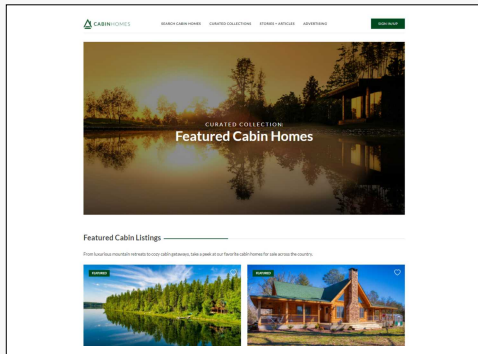 CABINHOMES
SEARCH CABIN HOMES CURATED COLLECTIONS STORIES + ARTICLES ADVERTISING
SIGN IN/UP
CURATED COLLECTION:
Featured Cabin Homes
Featured Cabin Listings
From luxurious mountain retreats to cozy cabin getaways, take a peek at our favorite cabin homes for sale across the country.
FEATURED
FEATURED